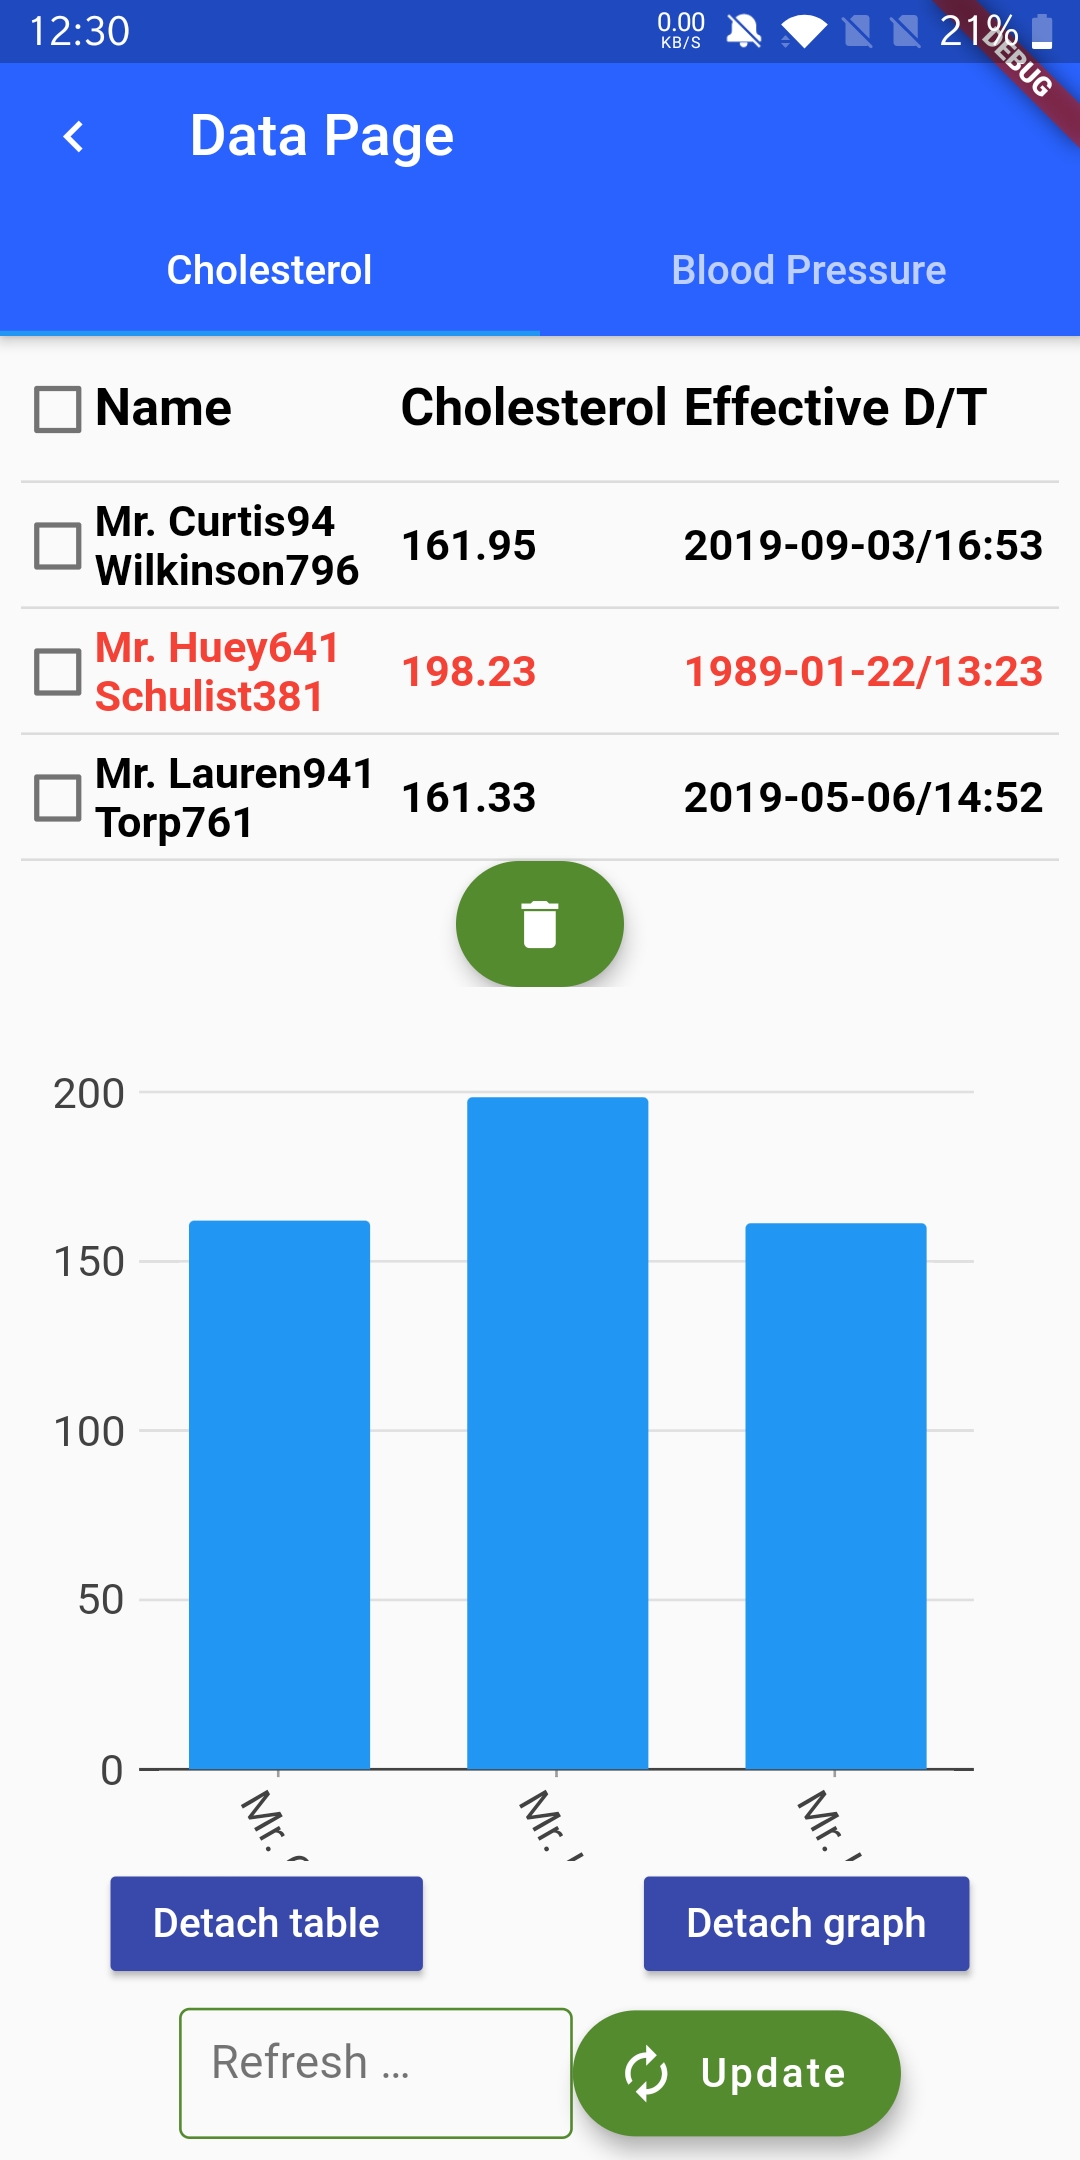 12:30
0.00
KB/S
21%
DEBUG
Data Page
Cholesterol
Blood Pressure
Name Cholesterol Effective D/T
Mr. Curtis94
Wilkinson796
161.95
2019-09-03/16:53
Mr. Huey641
Schulist381
198.23
1989-01-22/13:23
Mr. Lauren941
Torp761
161.33
2019-05-06/14:52
200
150
100
50
0
Mr.
Mr.
Mr.
Detach table
Detach graph
Refresh ...
Update